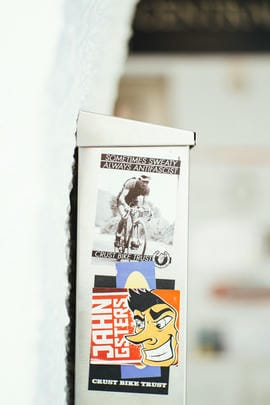 SOMETIMES SWEATY
ALWAYS ANTIFASCIST
CRUST BIKE TRUST
JAHN
GSTERS
CRUST BIKE TRUST